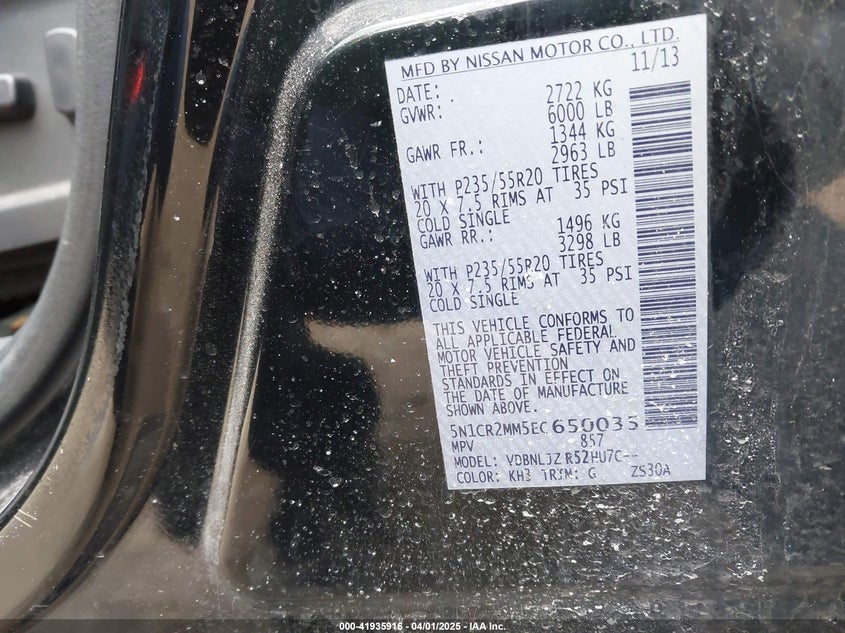 MFD BY NISSAN MOTOR CO., LTD.
DATE: . 11/13
GVWR: 2722 KG
6000 LB
GAWR FR.: 1344 KG
2963 LB
WITH P235/55R20 TIRES
20 X 7.5 RIMS AT 35 PSI
COLD SINGLE
GAWR RR.: 1496 KG
3298 LB
WITH P235/55R20 TIRES
20 X 7.5 RIMS AT 35 PSI
COLD SINGLE
THIS VEHICLE CONFORMS TO
ALL APPLICABLE FEDERAL
MOTOR VEHICLE SAFETY AND
THEFT PREVENTION
STANDARDS IN EFFECT ON
THE DATE OF MANUFACTURE
SHOWN ABOVE.
5N1CR2MM5EC650035
MPV 857
MODEL: VDBNLJZ R52HU7C--
COLOR: KH3 TRIM: G ZS30A
000-41935916 - 04/01/2025 - IAA Inc.